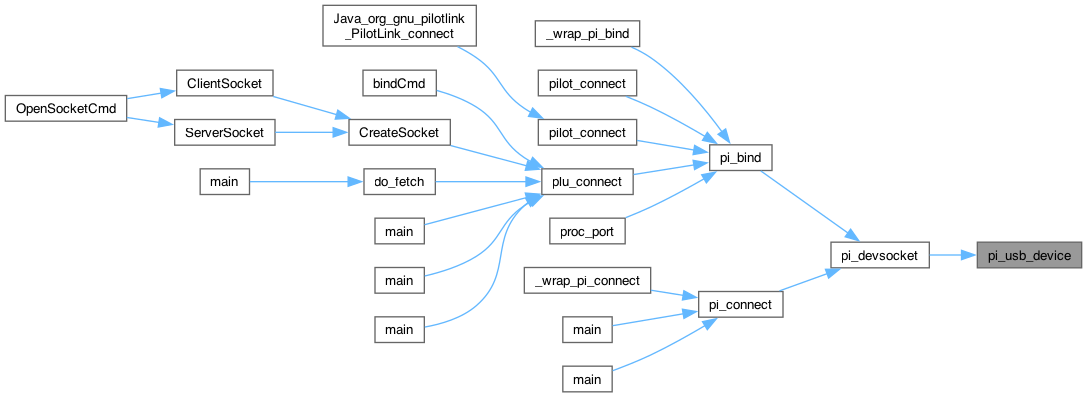 Java_org_gnu_pilotlink
_PilotLink_connect
_wrap_pi_bind
ClientSocket
bindCmd
pilot_connect
OpenSocketCmd
ServerSocket
CreateSocket
pilot_connect
pi_bind
main
do_fetch
plu_connect
main
proc_port
pi_devsocket
pi_usb_device
main
_wrap_pi_connect
pi_connect
main
main
main